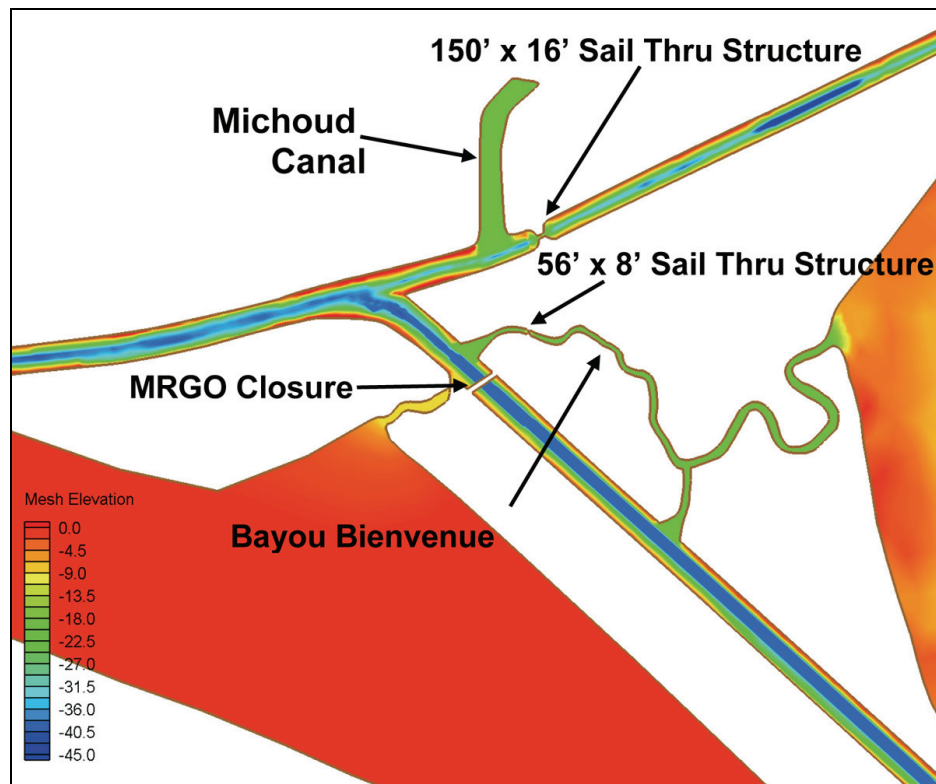 150' x 16' Sail Thru Structure
Michoud
Canal
56' x 8' Sail Thru Structure
MRGO Closure
Bayou Bienvenue
Mesh Elevation
0.0
-4.5
-9.0
-13.5
-18.0
-22.5
-27.0
-31.5
-36.0
-40.5
-45.0